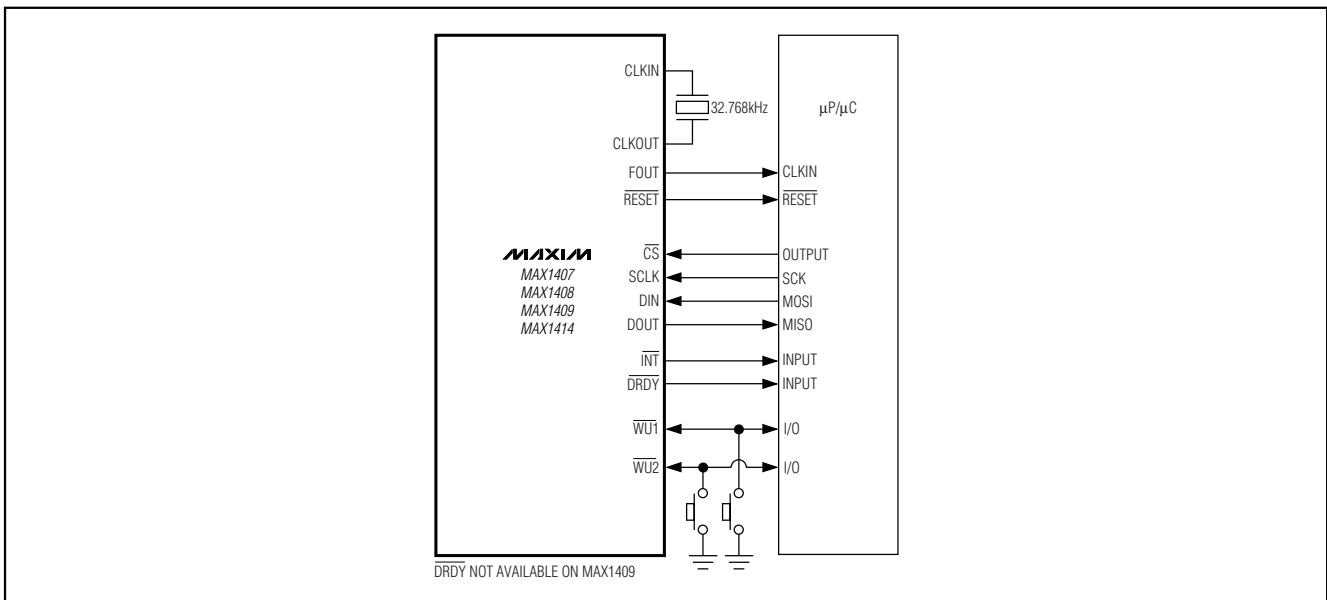 CLKIN
32.768kHz
μP/μC
CLKOUT
FOUT
CLKIN
RESET
RESET
MAXIM
MAX1407
MAX1408
MAX1409
MAX1414
CS
OUTPUT
SCLK
SCK
DIN
MOSI
DOUT
MISO
INT
INPUT
DRDY
INPUT
WU1
I/O
WU2
I/O
DRDY NOT AVAILABLE ON MAX1409